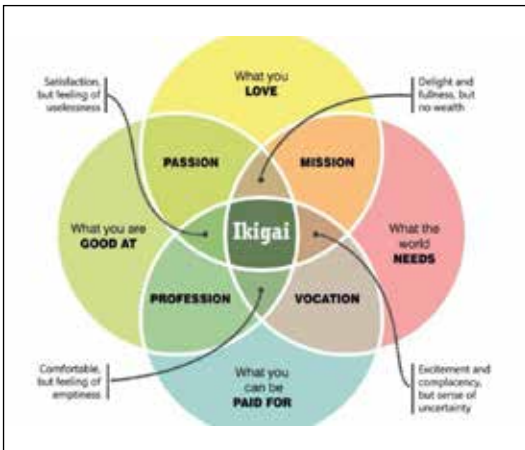 Satisfaction,
but feeling of
uselessness
What you
LOVE
Delight and
fullness, but
no wealth
PASSION
MISSION
What you are
GOOD AT
Ikigai
What the
world
NEEDS
PROFESSION
VOCATION
Comfortable,
but feeling of
emptiness
What you
can be
PAID FOR
Excitement and
complacency,
but sense of
uncertainty